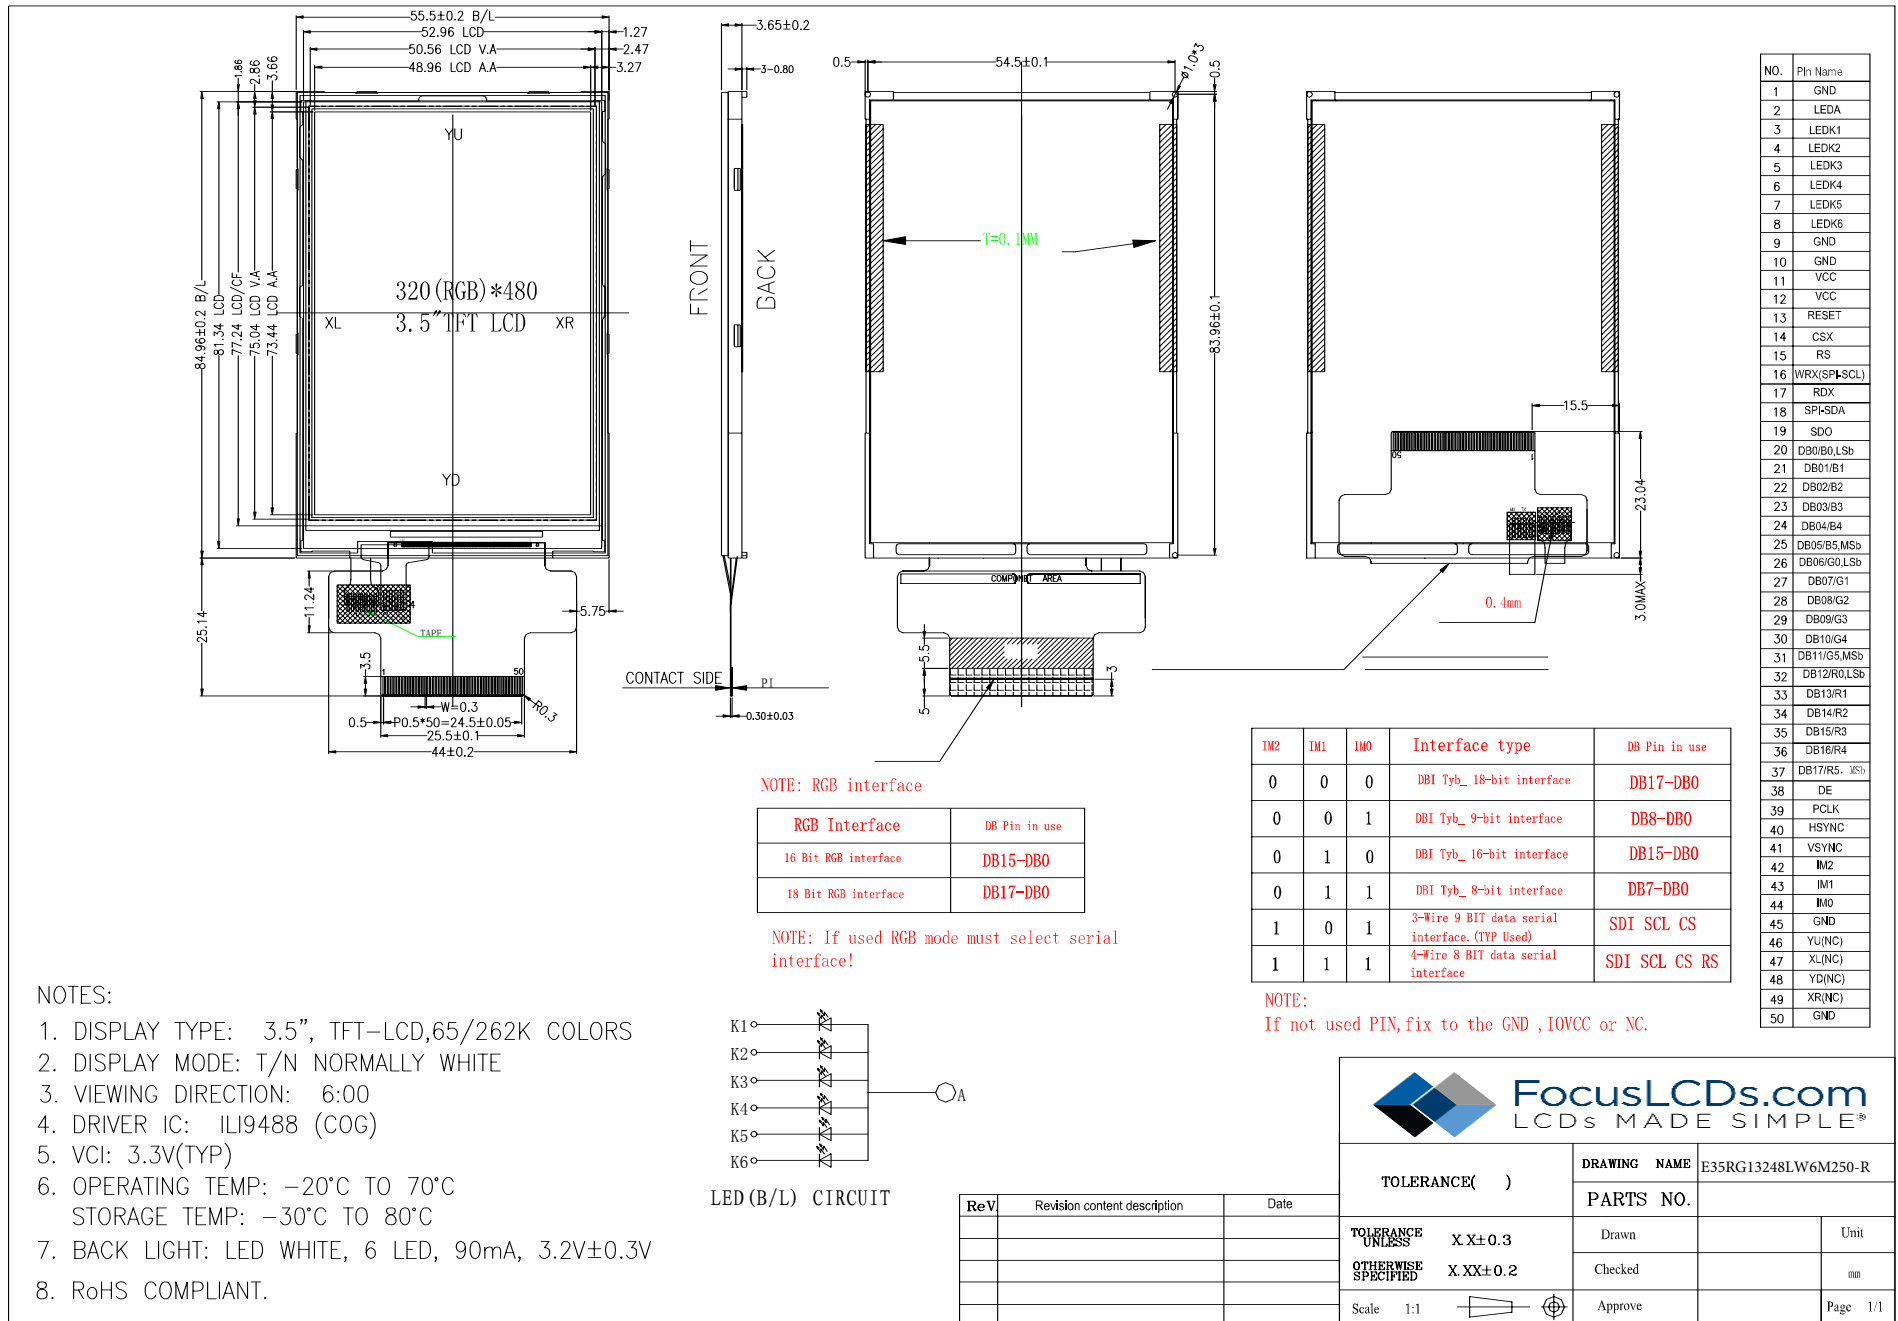 55.5±0.2 B/L
52.96 LCD
50.56 LCD V.A
48.96 LCD A.A
1.27
2.47
3.27
1.86
2.86
3.66
84.96±0.2 B/L
81.34 LCD
77.24 LCD/CF
75.04 LCD V.A
73.44 LCD A.A
YU
320(RGB)*480
3.5"TFT LCD
XL
XR
YD
25.14
11.24
5.75
TAPE
3.5
1
50
W=0.3
R0.3
0.5
P0.5*50=24.5±0.05
25.5±0.1
44±0.2
3.65±0.2
3-0.80
FRONT
BACK
CONTACT SIDE
PI
0.30±0.03
0.5
54.5±0.1
ø1.0*3
0.5
T=0.1MM
83.96±0.1
COMPONET AREA
5.5
5
3
15.5
50
1
23.04
3.0MAX
0.4mm
NO. Pin Name
1 GND
2 LEDA
3 LEDK1
4 LEDK2
5 LEDK3
6 LEDK4
7 LEDK5
8 LEDK6
9 GND
10 GND
11 VCC
12 VCC
13 RESET
14 CSX
15 RS
16 WRX(SPI-SCL)
17 RDX
18 SPI-SDA
19 SDO
20 DB0/B0,LSb
21 DB01/B1
22 DB02/B2
23 DB03/B3
24 DB04/B4
25 DB05/B5,MSb
26 DB06/G0,LSb
27 DB07/G1
28 DB08/G2
29 DB09/G3
30 DB10/G4
31 DB11/G5,MSb
32 DB12/R0,LSb
33 DB13/R1
34 DB14/R2
35 DB15/R3
36 DB16/R4
37 DB17/R5, MSb
38 DE
39 PCLK
40 HSYNC
41 VSYNC
42 IM2
43 IM1
44 IM0
45 GND
46 YU(NC)
47 XL(NC)
48 YD(NC)
49 XR(NC)
50 GND
NOTE: RGB interface
RGB Interface DB Pin in use
16 Bit RGB interface DB15-DB0
18 Bit RGB interface DB17-DB0
NOTE: If used RGB mode must select serial
interface!
IM2 IM1 IM0 Interface type DB Pin in use
0 0 0 DBI Tyb_ 18-bit interface DB17-DB0
0 0 1 DBI Tyb_ 9-bit interface DB8-DB0
0 1 0 DBI Tyb_ 16-bit interface DB15-DB0
0 1 1 DBI Tyb_ 8-bit interface DB7-DB0
1 0 1 3-Wire 9 BIT data serial
interface.(TYP Used) SDI SCL CS
1 1 1 4-Wire 8 BIT data serial
interface SDI SCL CS RS
NOTE:
If not used PIN,fix to the GND ,IOVCC or NC.
NOTES:
1. DISPLAY TYPE: 3.5", TFT-LCD,65/262K COLORS
2. DISPLAY MODE: T/N NORMALLY WHITE
3. VIEWING DIRECTION: 6:00
4. DRIVER IC: ILI9488 (COG)
5. VCI: 3.3V(TYP)
6. OPERATING TEMP: -20°C TO 70°C
STORAGE TEMP: -30°C TO 80°C
7. BACK LIGHT: LED WHITE, 6 LED, 90mA, 3.2V±0.3V
8. RoHS COMPLIANT.
K1
K2
K3
K4
K5
K6
A
LED(B/L) CIRCUIT
ReV. Revision content description Date
FocusLCDs.com
LCDs MADE SIMPLE®
TOLERANCE( )
DRAWING NAME E35RG13248LW6M250-R
PARTS NO.
TOLERANCE
UNLESS X.X±0.3
OTHERWISE
SPECIFIED X.XX±0.2
Drawn Unit
Checked mm
Scale 1:1
Approve Page 1/1